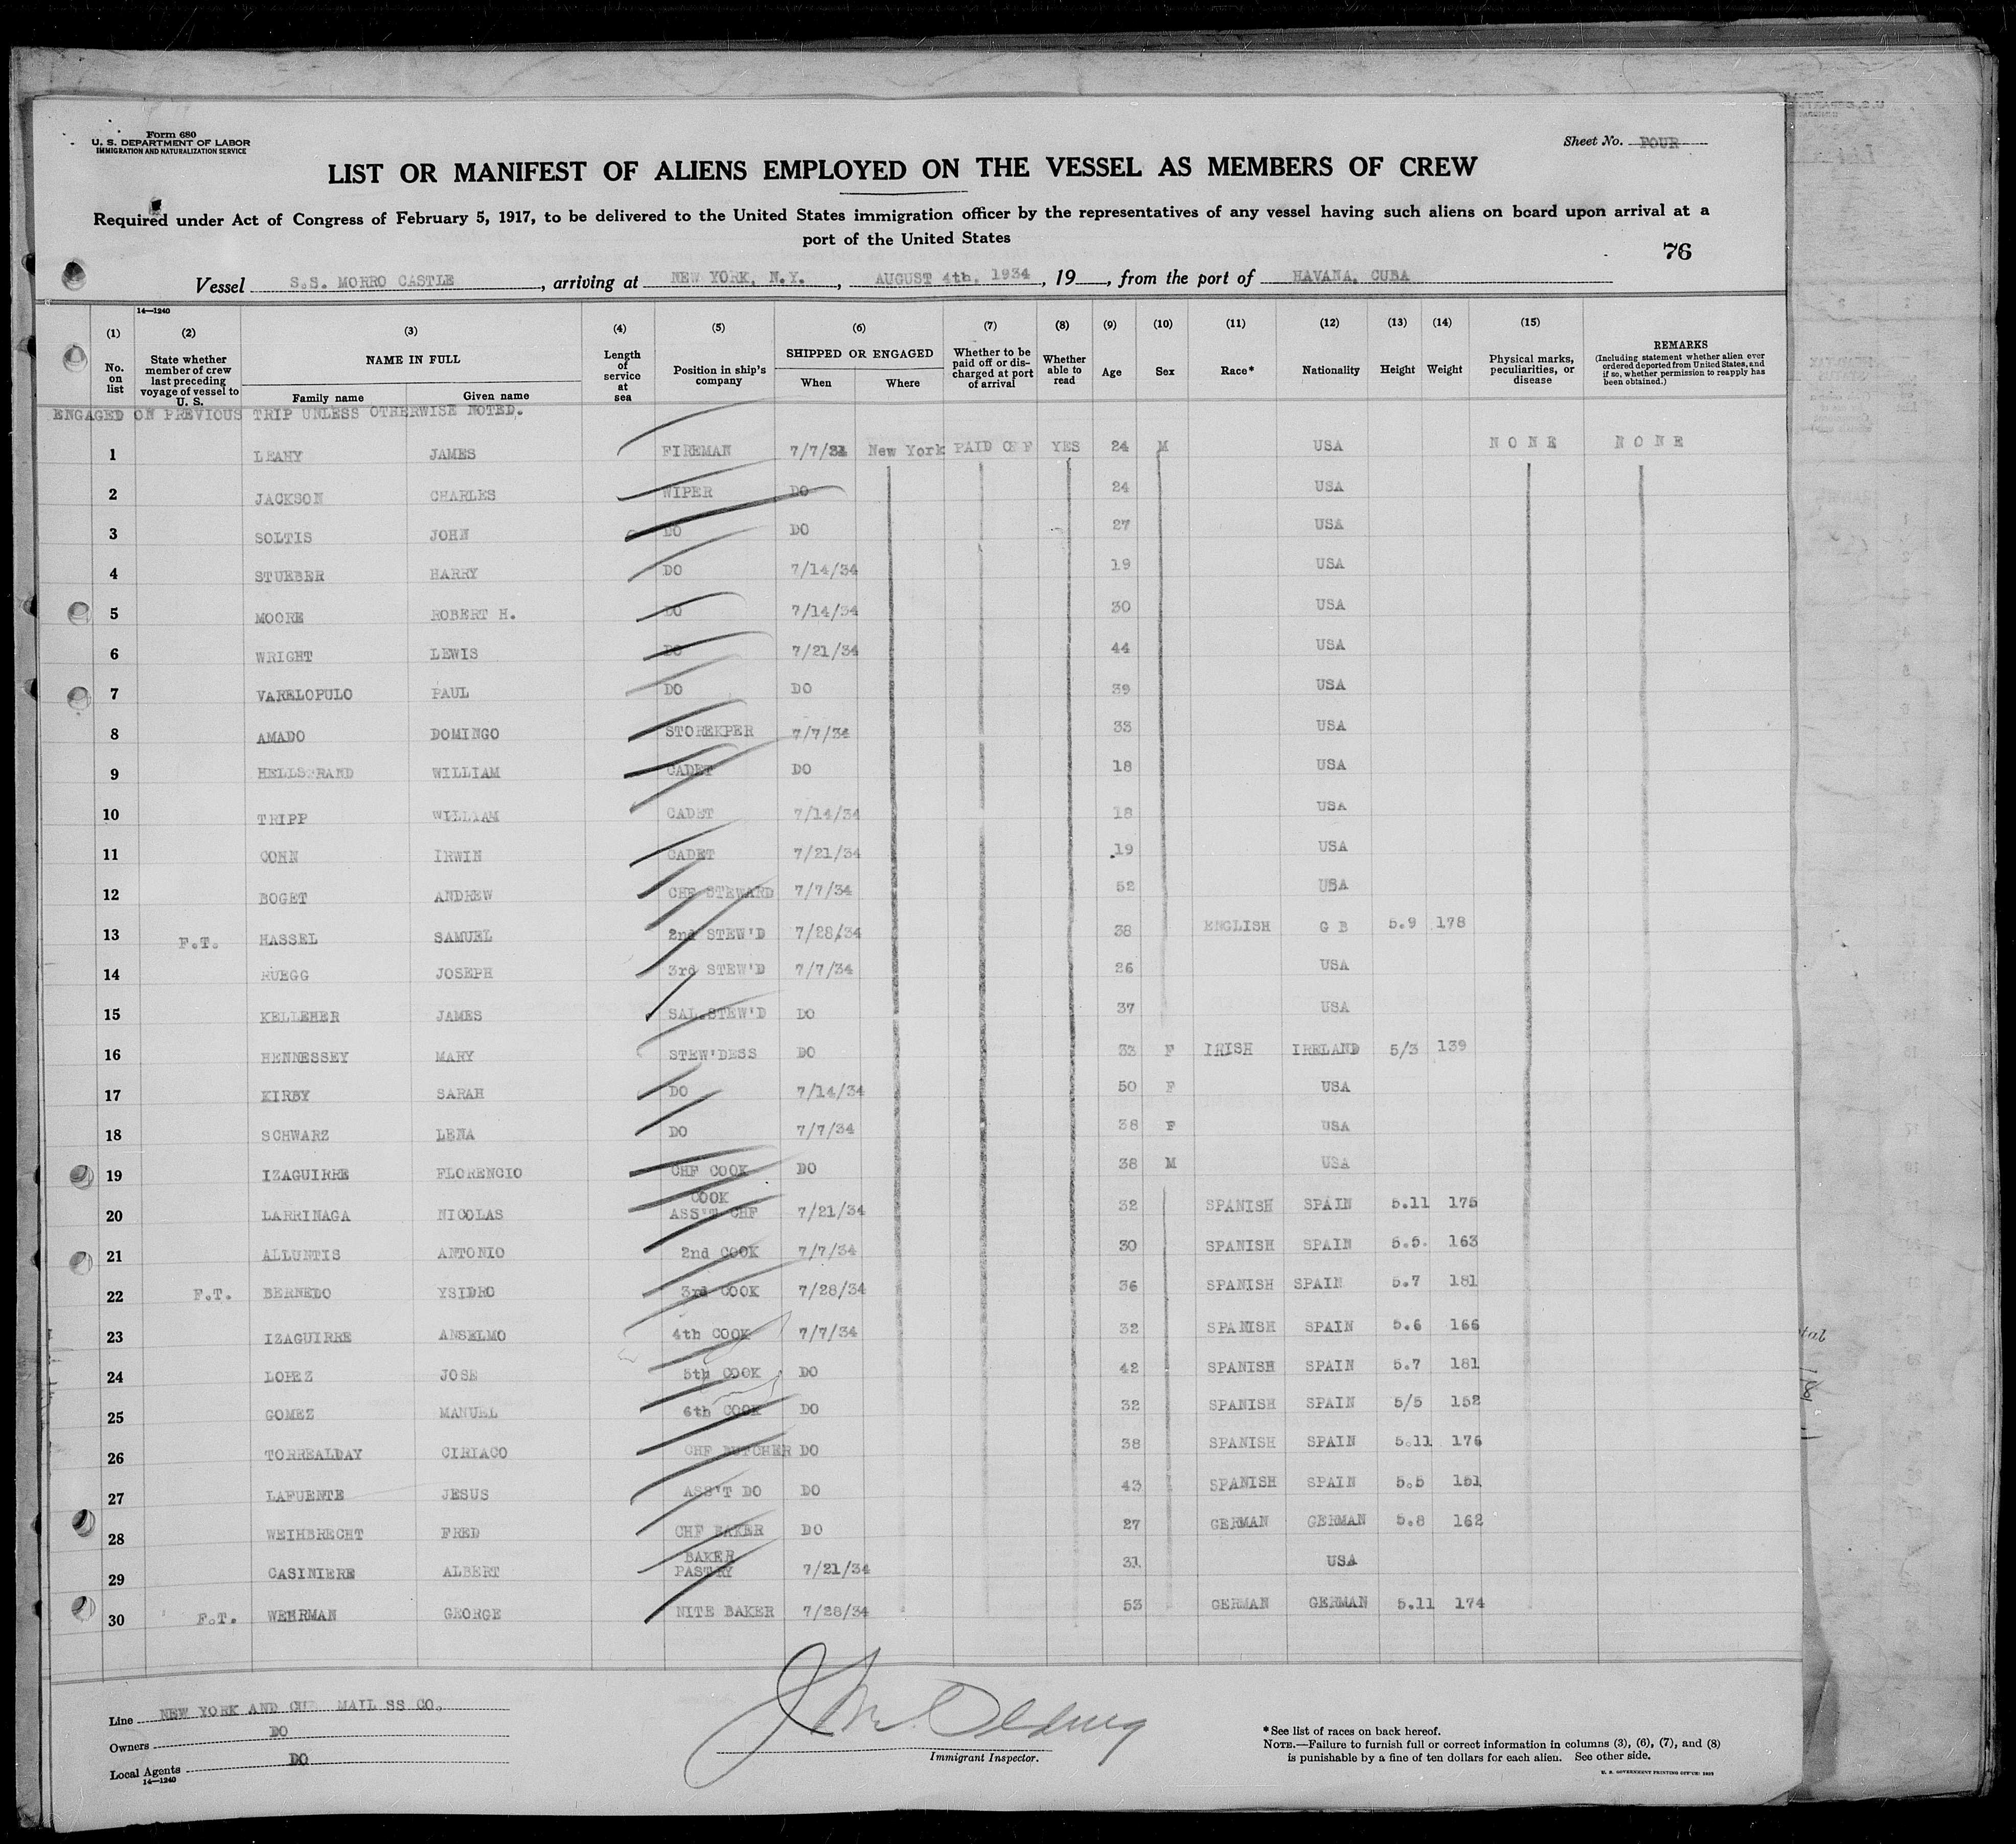 Form 680
U. S. DEPARTMENT OF LABOR
IMMIGRATION AND NATURALIZATION SERVICE
Sheet No. FOUR
LIST OR MANIFEST OF ALIENS EMPLOYED ON THE VESSEL AS MEMBERS OF CREW
Required under Act of Congress of February 5, 1917, to be delivered to the United States immigration officer by the representatives of any vessel having such aliens on board upon arrival at a
port of the United States
76
Vessel S.S. MORRO CASTLE, arriving at NEW YORK, N.Y., AUGUST 4th, 1934, 19, from the port of HAVANA, CUBA
14—1240
(1) (2) (3) (4) (5) (6) (7) (8) (9) (10) (11) (12) (13) (14) (15)
No. on list
State whether member of crew last preceding voyage of vessel to U. S.
NAME IN FULL
Family name Given name
Length of service at sea
Position in ship's company
SHIPPED OR ENGAGED
When Where
Whether to be paid off or discharged at port of arrival
Whether able to read
Age
Sex
Race*
Nationality
Height
Weight
Physical marks, peculiarities, or disease
REMARKS
(Including statement whether alien ever ordered deported from United States, and if so, whether permission to reapply has been obtained.)
ENGAGED ON PREVIOUS TRIP UNLESS OTHERWISE NOTED.
1 LEAHY JAMES FIREMAN 7/7/34 New York PAID OFF YES 24 M USA NONE NONE
2 JACKSON CHARLES WIPER DO 24 USA
3 SOLTIS JOHN DO DO 27 USA
4 STUEBER HARRY DO 7/14/34 19 USA
5 MOORE ROBERT H. DO 7/14/34 30 USA
6 WRIGHT LEWIS DO 7/21/34 44 USA
7 VARELOPULO PAUL DO DO 39 USA
8 AMADO DOMINGO STOREKPER 7/7/34 33 USA
9 HELLSTRAND WILLIAM CADET DO 18 USA
10 TRIPP WILLIAM CADET 7/14/34 18 USA
11 COHN IRWIN CADET 7/21/34 19 USA
12 BOGET ANDREW CHF STEWARD 7/7/34 52 USA
13 F.T. HASSEL SAMUEL 2nd STEW'D 7/28/34 38 ENGLISH G B 5.9 178
14 RUEGG JOSEPH 3rd STEW'D 7/7/34 26 USA
15 KELLEHER JAMES SAL.STEW'D DO 37 USA
16 HENNESSEY MARY STEW'DESS DO 33 F IRISH IRELAND 5/3 139
17 KIRBY SARAH DO 7/14/34 50 F USA
18 SCHWARZ LENA DO 7/7/34 38 F USA
19 IZAGUIRRE FLORENCIO CHF COOK DO 38 M USA
20 LARRINAGA NICOLAS COOK ASS'T CHF 7/21/34 32 SPANISH SPAIN 5.11 175
21 ALLUNTIS ANTONIO 2nd COOK 7/7/34 30 SPANISH SPAIN 5.5. 163
22 F.T. BERNEDO YSIDRO 3rd COOK 7/28/34 36 SPANISH SPAIN 5.7 181
23 IZAGUIRRE ANSELMO 4th COOK 7/7/34 32 SPANISH SPAIN 5.6 166
24 LOPEZ JOSE 5th COOK DO 42 SPANISH SPAIN 5.7 181
25 GOMEZ MANUEL 6th COOK DO 32 SPANISH SPAIN 5/5 152
26 TORREALDAY CIRIACO CHF BUTCHER DO 38 SPANISH SPAIN 5.11 176
27 LAFUENTE JESUS ASS'T DO DO 43 SPANISH SPAIN 5.5 151
28 WEIHBRECHT FRED CHF BAKER DO 27 GERMAN GERMAN 5.8 162
29 CASINIERE ALBERT BAKER PASTRY 7/21/34 31 USA
30 F.T. WEHRMAN GEORGE NITE BAKER 7/28/34 53 GERMAN GERMAN 5.11 174
Line NEW YORK AND MAIL SS CO.
Owners DO
Local Agents DO
14—1240
Immigrant Inspector.
*See list of races on back hereof.
NOTE.—Failure to furnish full or correct information in columns (3), (6), (7), and (8)
is punishable by a fine of ten dollars for each alien. See other side.
U. S. GOVERNMENT PRINTING OFFICE: 1933